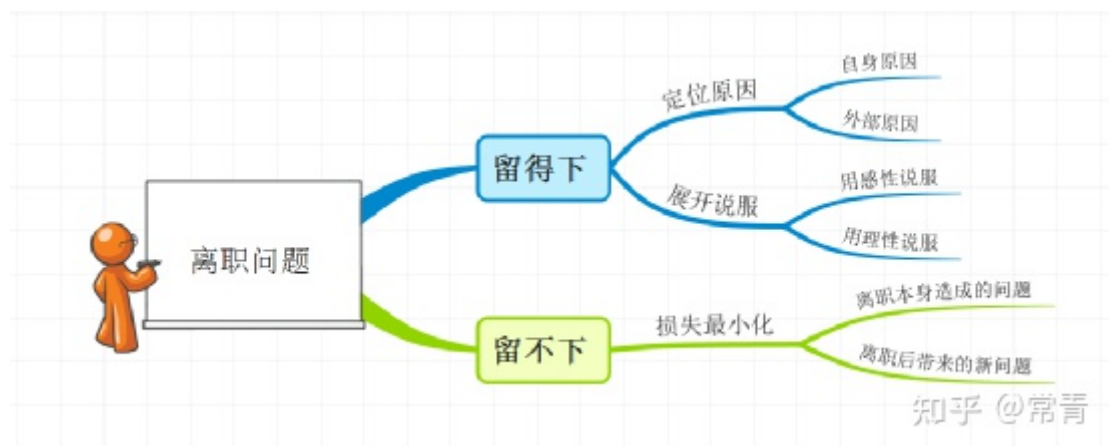 离职问题
留得下
定位原因
自身原因
外部原因
展开说服
用感性说服
用理性说服
留不下
损失最小化
离职本身造成的问题
离职后带来的新问题
知乎 @常青